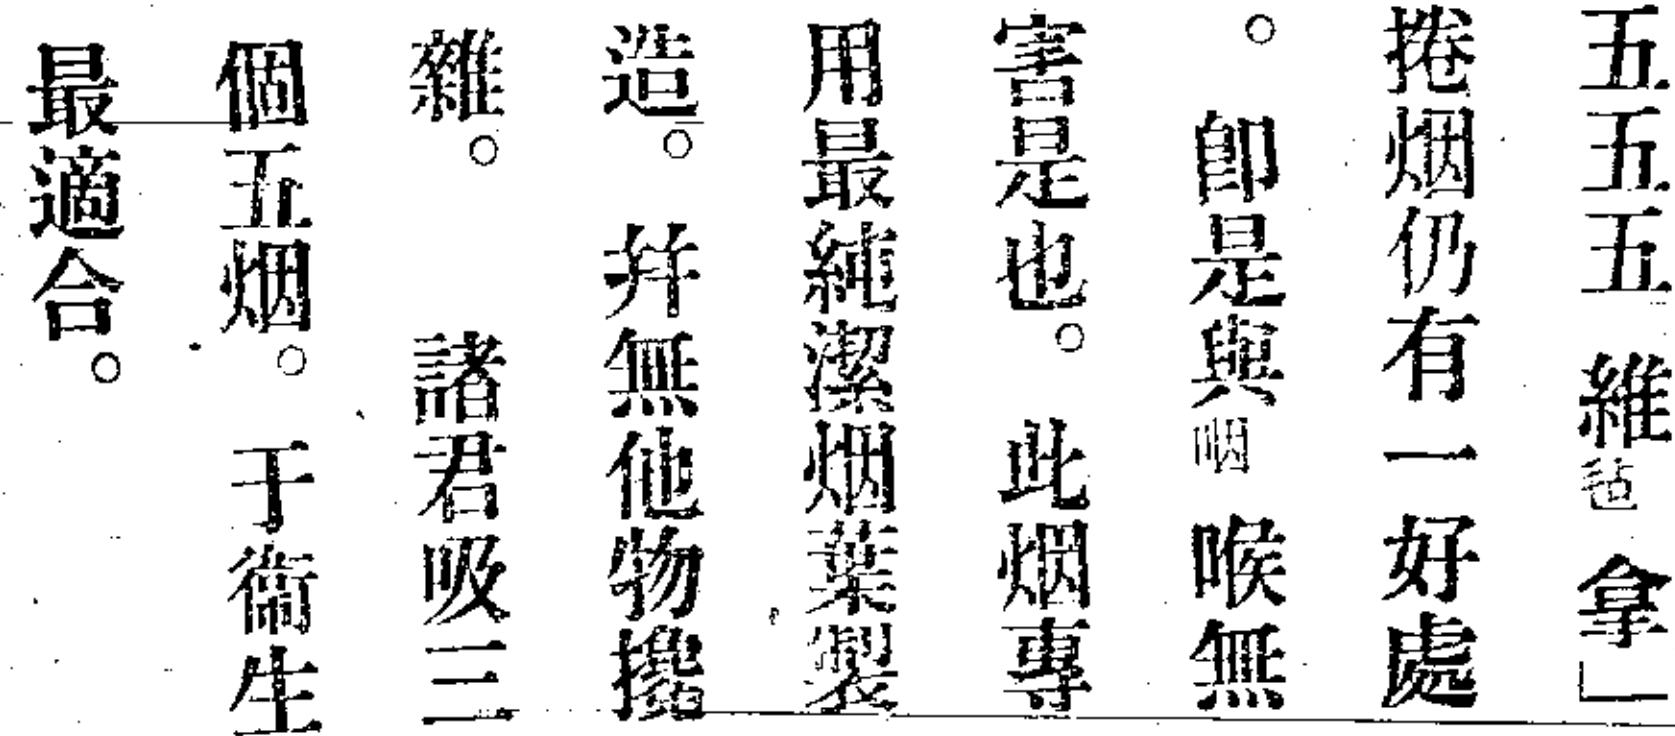 五五五 維毡拿」
捲烟仍有一好處
。 卽是與咽喉無
害是也。 此烟專
用最純潔烟葉製
造。 并無他物攙
雜。 諸君吸三
個五烟。 于衞生
最適合。